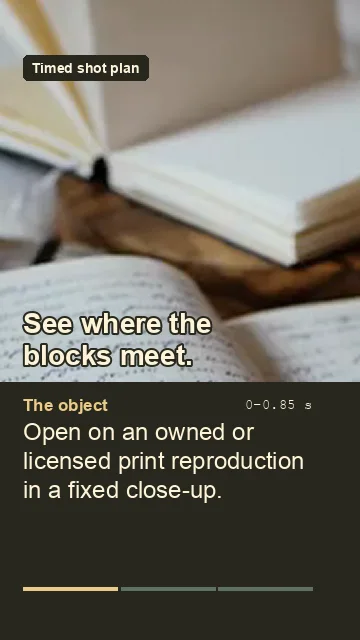 Timed shot plan
See where the
blocks meet.
The object
0–0.85 s
Open on an owned or
licensed print reproduction
in a fixed close-up.